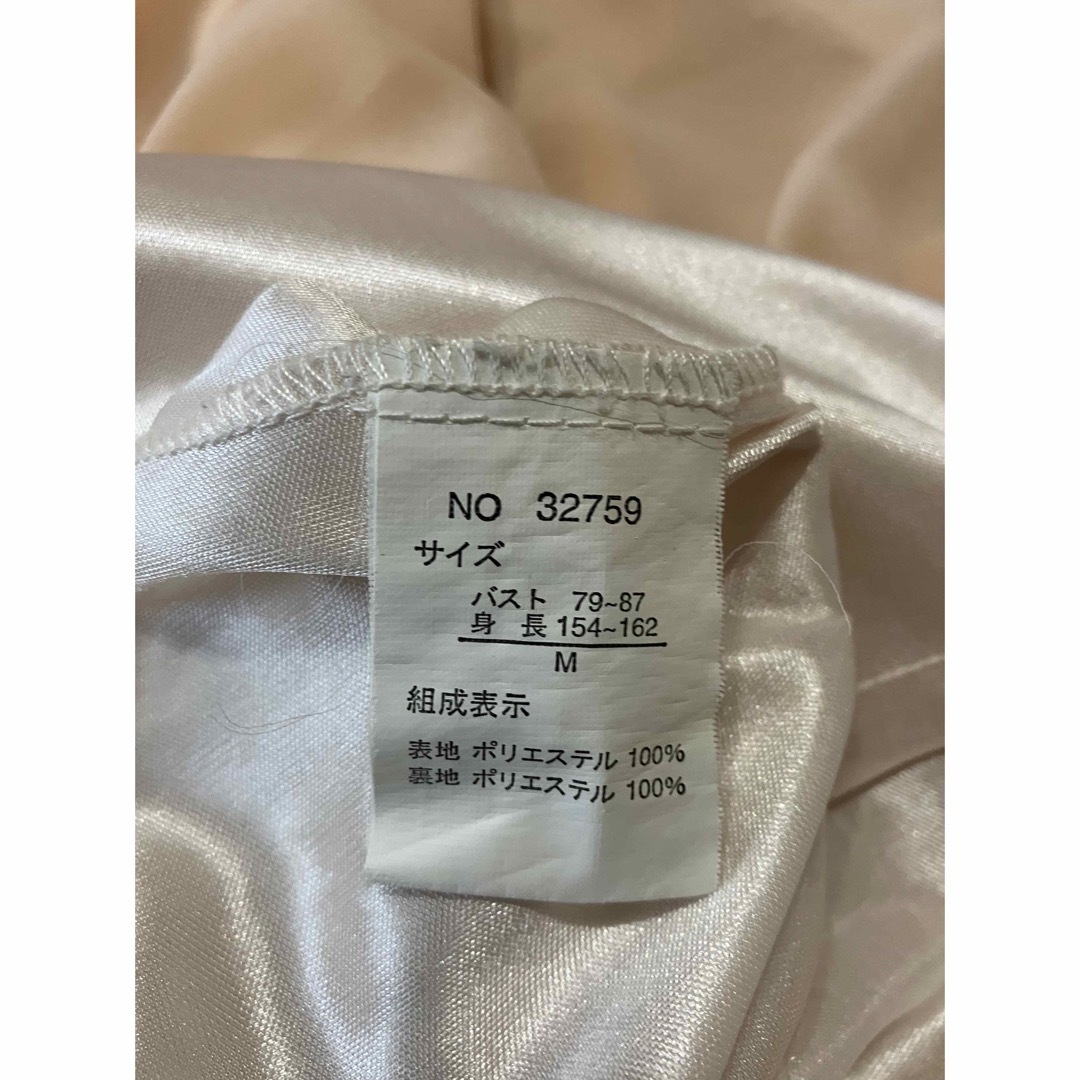 NO 32759
サイズ
バスト 79~87
身 長 154~162
M
組成表示
表地 ポリエステル 100%
裏地 ポリエステル 100%